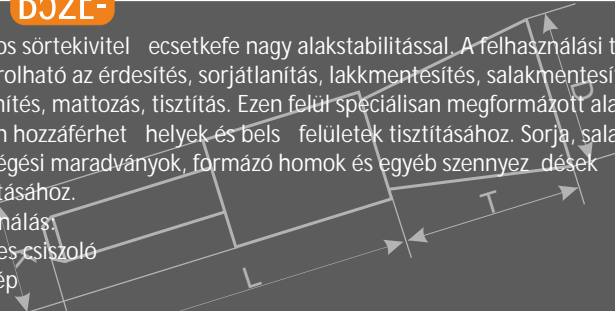 BÖZE-
os sörtekivitel ecsetkefe nagy alakstabilitással. A felhasználási t
rolható az érdesítés, sorjátlanítás, lakkmentesítés, salakmentesí
nítés, mattozás, tisztítás. Ezen felül speciálisan megformázott ala
n hozzáférhet helyek és bels felületek tisztításához. Sorja, sala
égési maradványok, formázó homok és egyéb szennyez dések
tásához.
nálás:
es csiszoló
ép
D
T
L
K